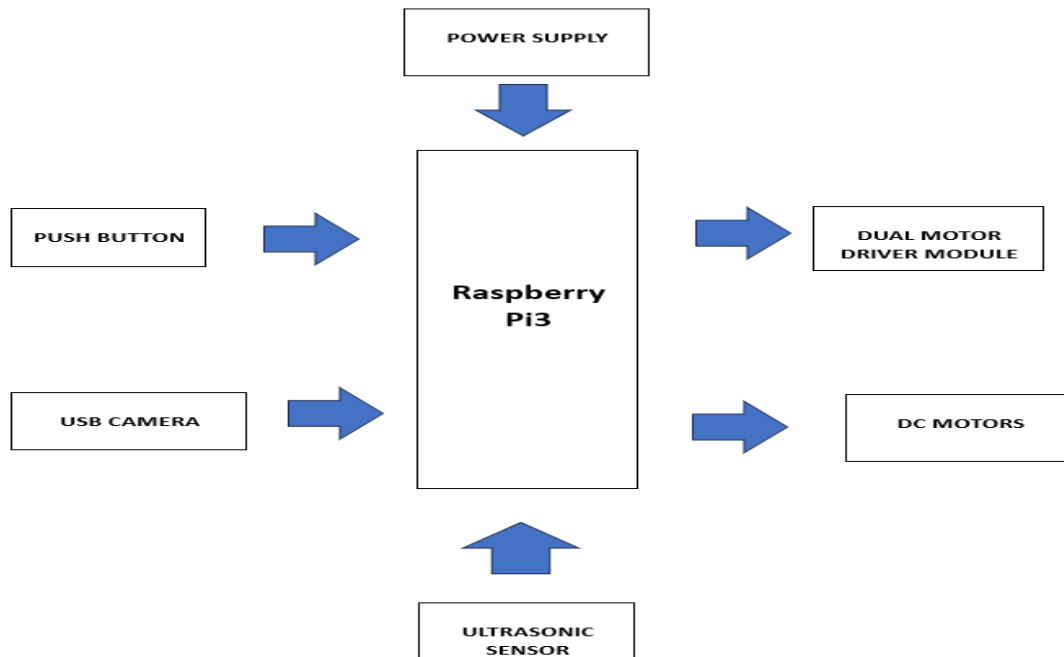 POWER SUPPLY
PUSH BUTTON
DUAL MOTOR
DRIVER MODULE
Raspberry
Pi3
USB CAMERA
DC MOTORS
ULTRASONIC
SENSOR